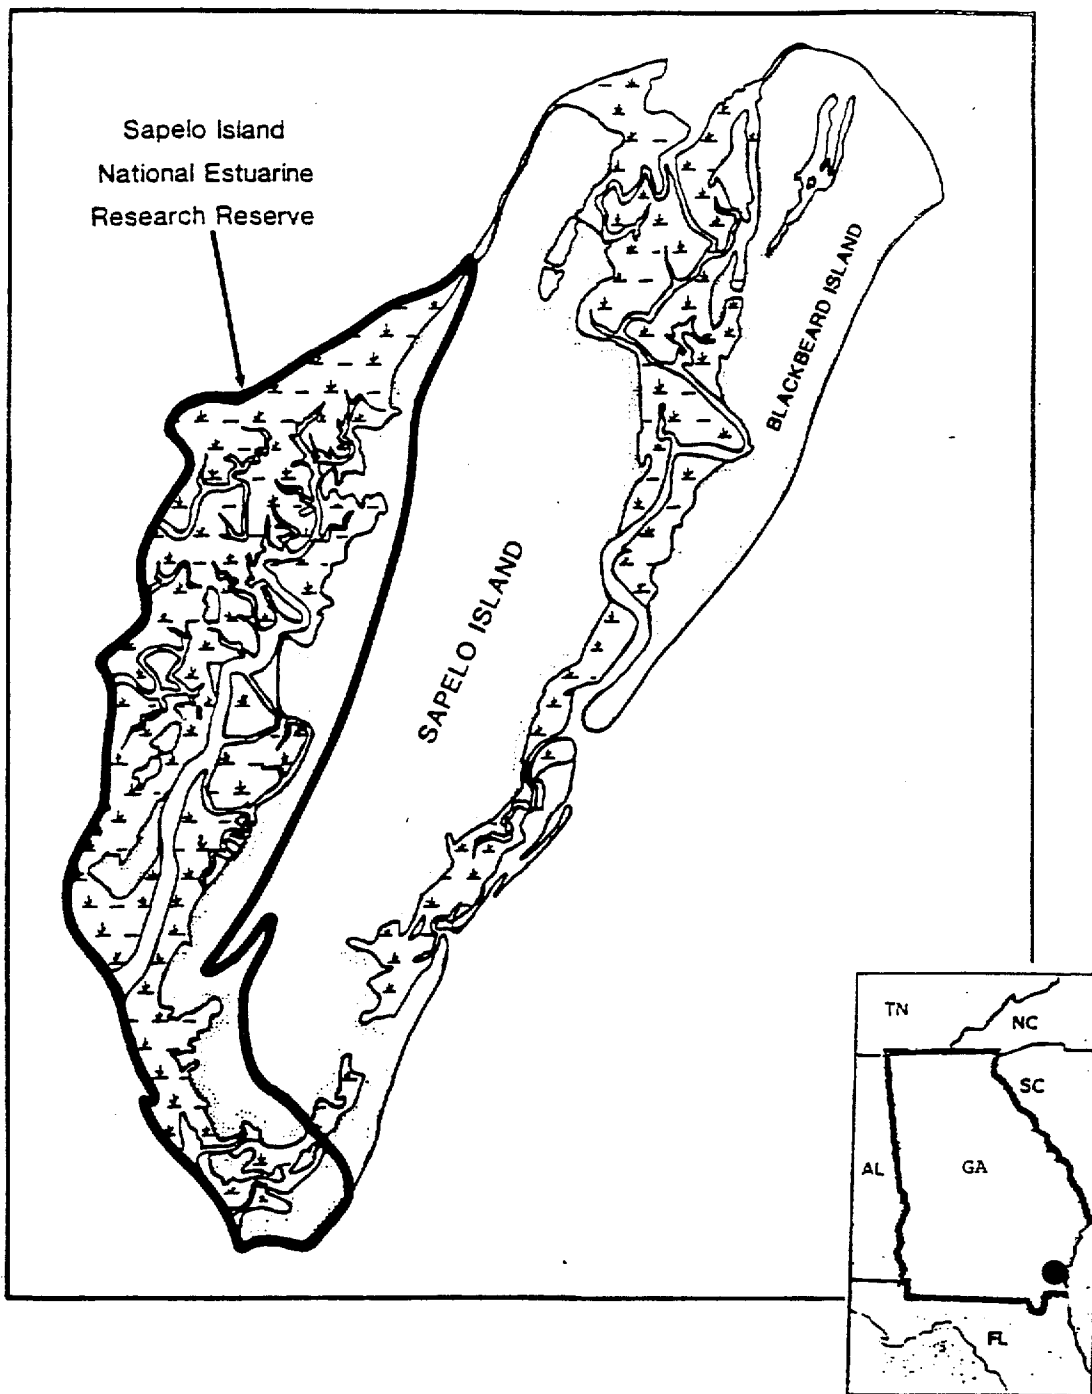 Sapelo Island
National Estuarine
Research Reserve
BLACKBEARD ISLAND
SAPELO ISLAND
TN
NC
SC
AL
GA
FL